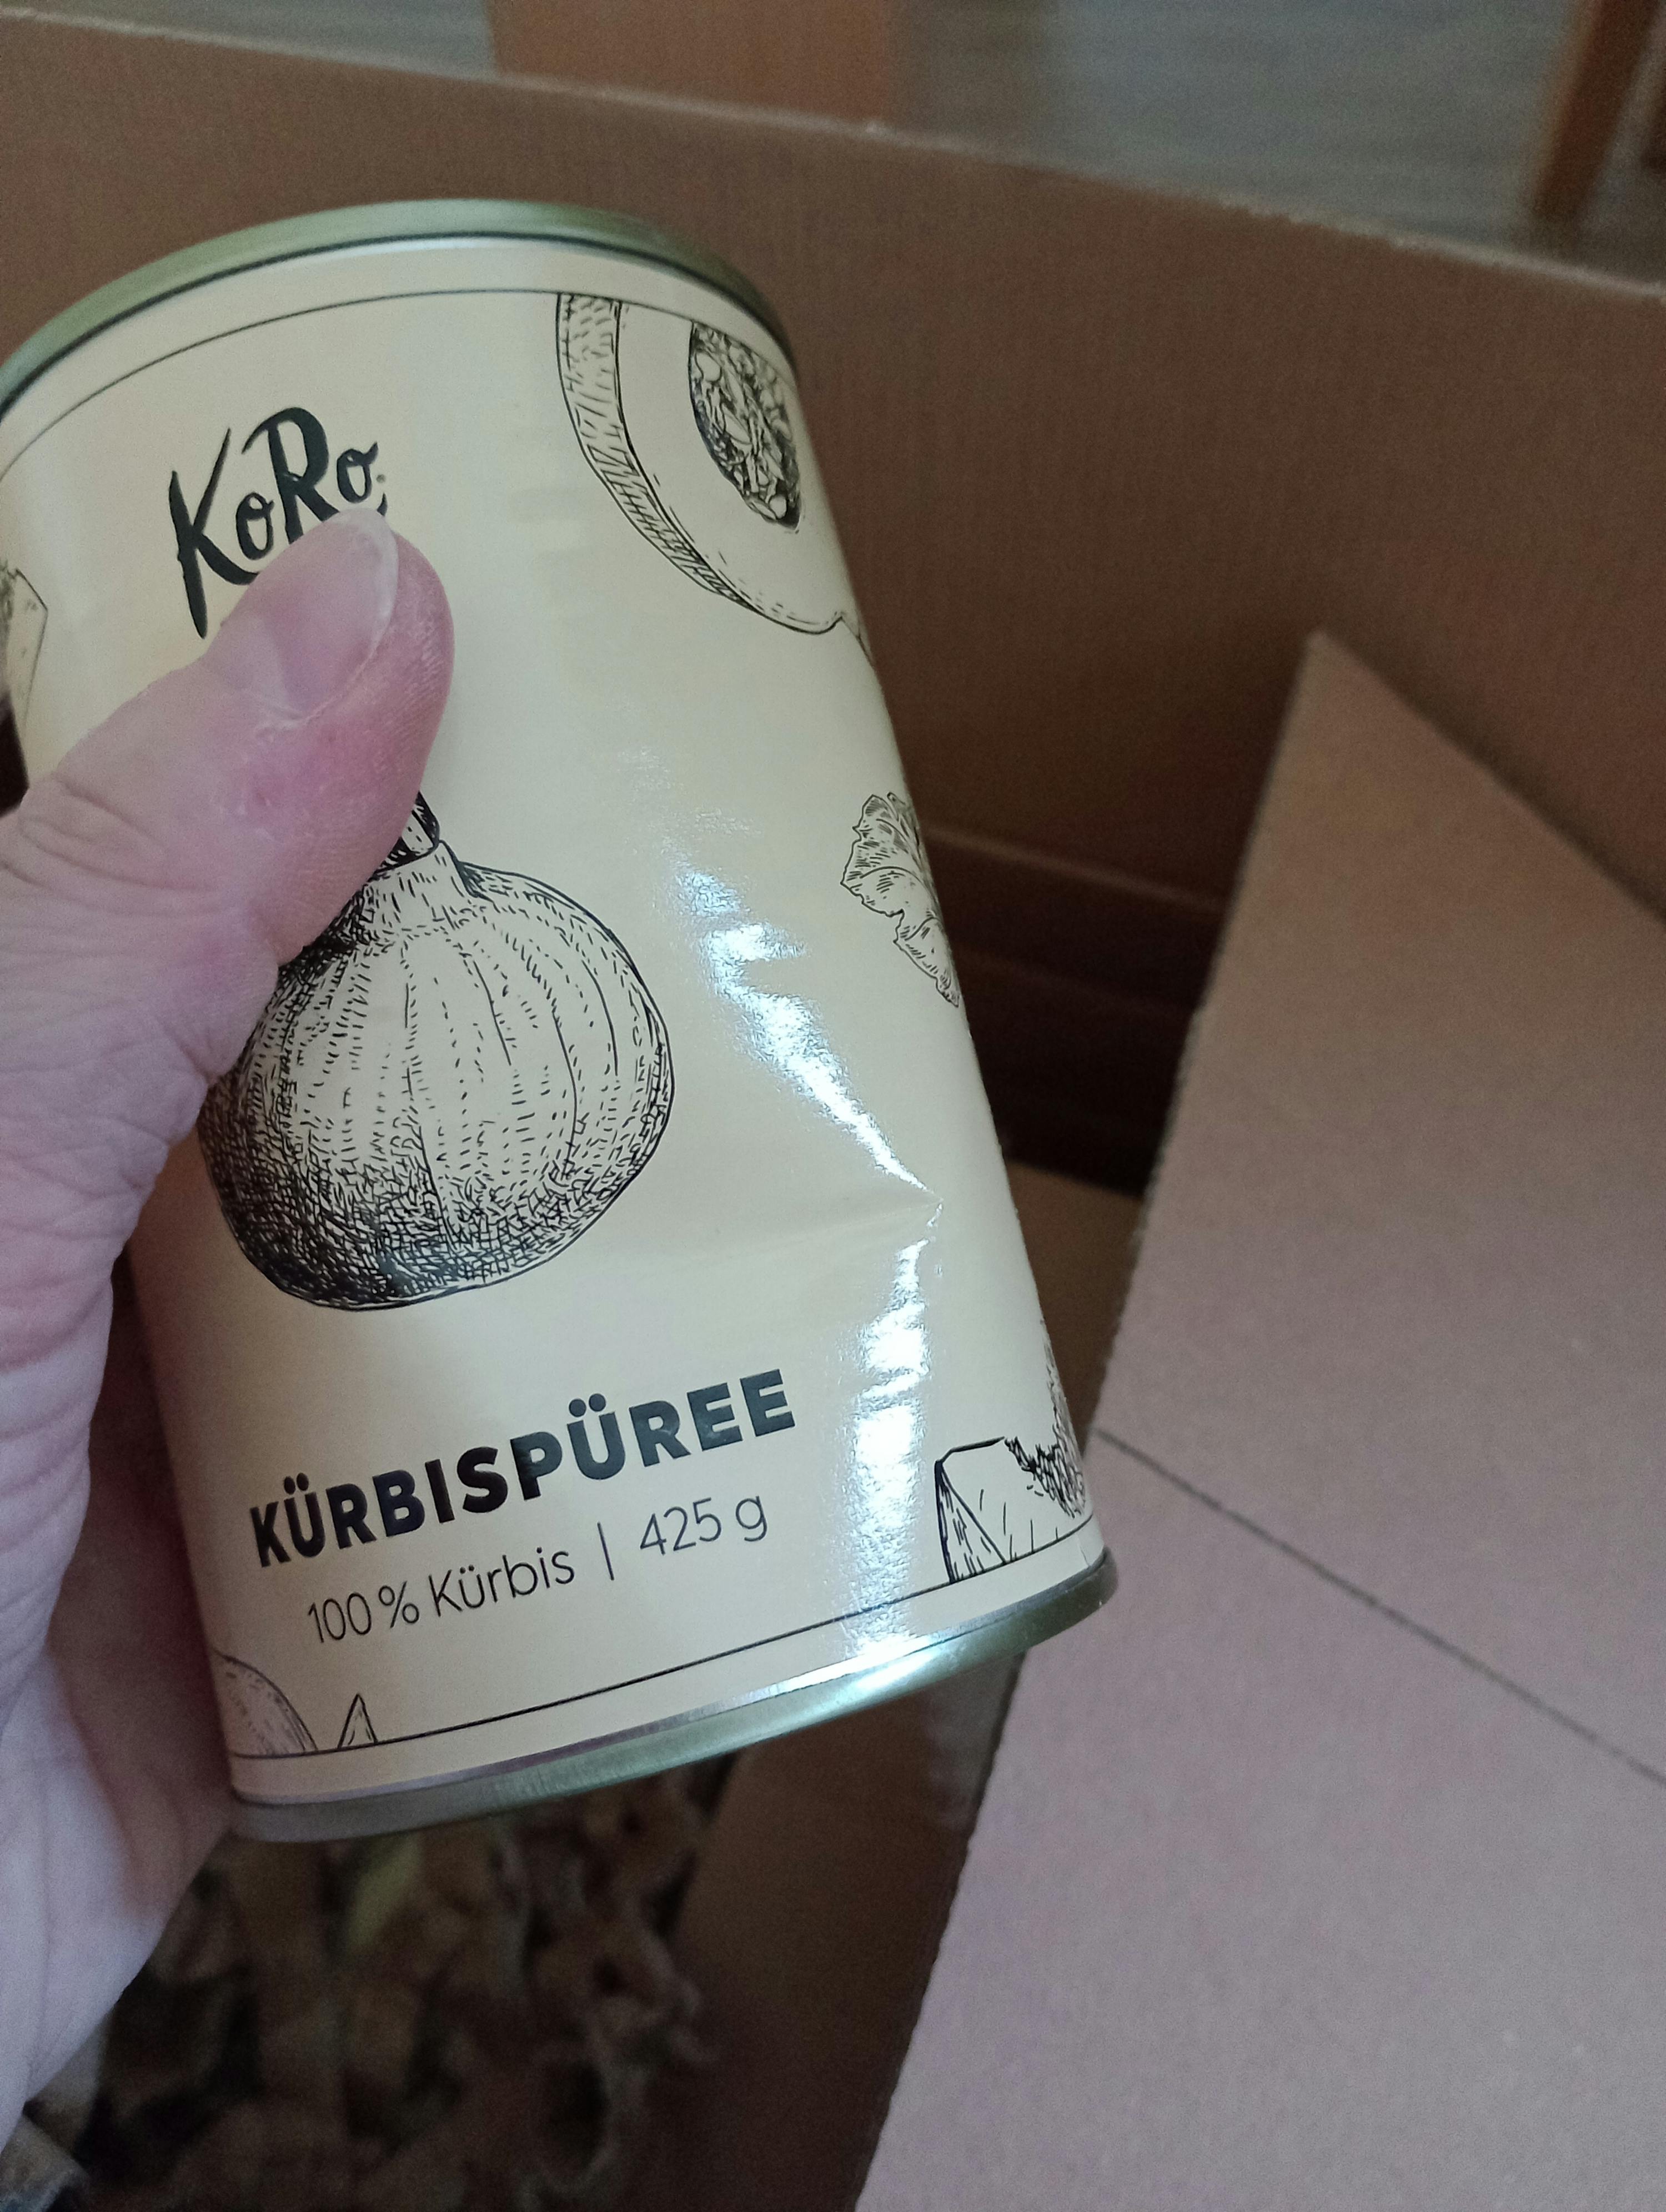 KoRo
KÜRBISPÜREE
100 % Kürbis | 425 g